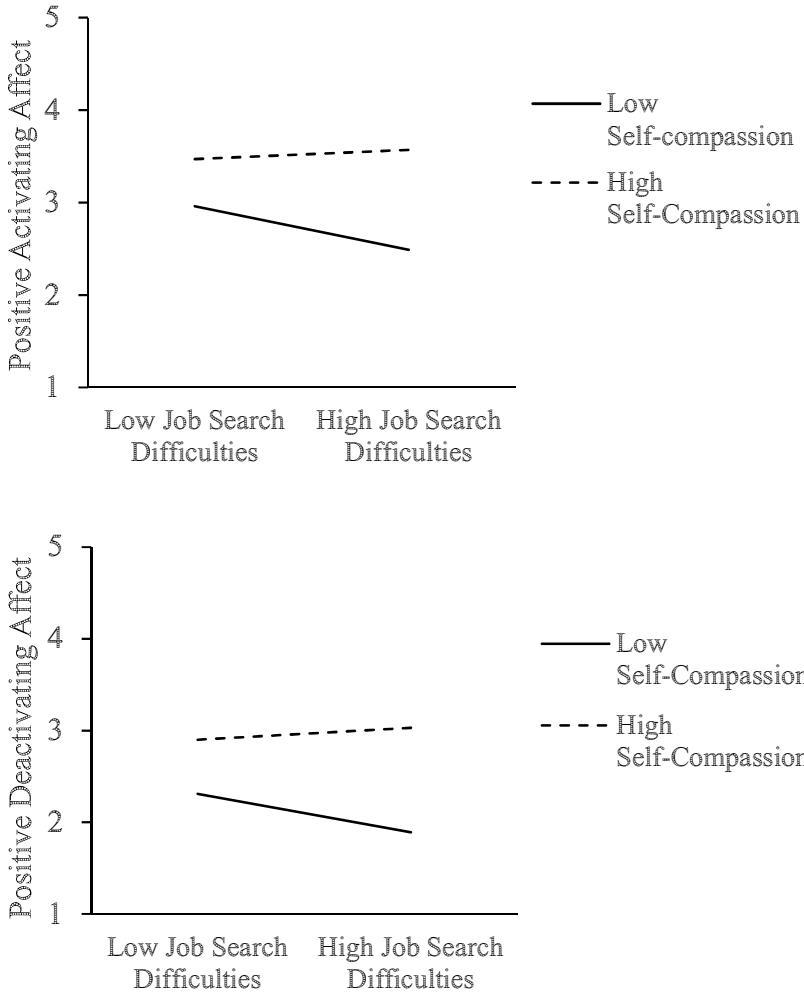 5
4
3
2
1
Positive Activating Affect
Low Job Search
Difficulties
High Job Search
Difficulties
Low
Self-compassion
High
Self-Compassion
5
4
3
2
1
Positive Deactivating Affect
Low Job Search
Difficulties
High Job Search
Difficulties
Low
Self-Compassion
High
Self-Compassion